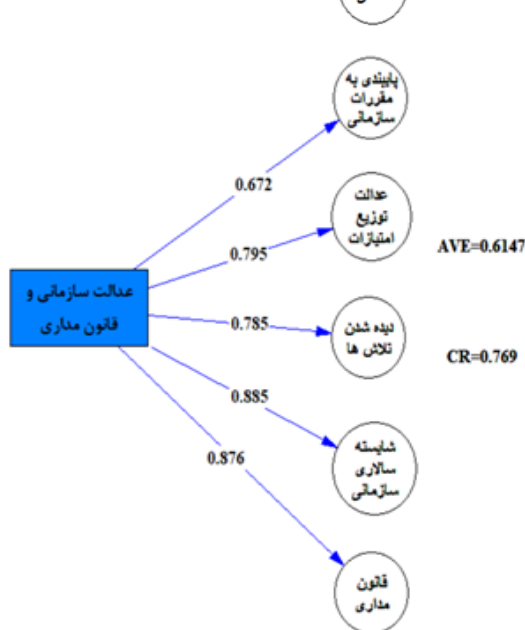 پایبندی به
مقررات
سازمانی
0.672
عدالت
توزیع
امتیازات
0.795
AVE=0.6147
عدالت سازمانی و
قانون مداری
دیده شدن
تلاش ها
0.785
CR=0.769
0.885
شایسته
سالاری
سازمانی
0.876
قانون
مداری